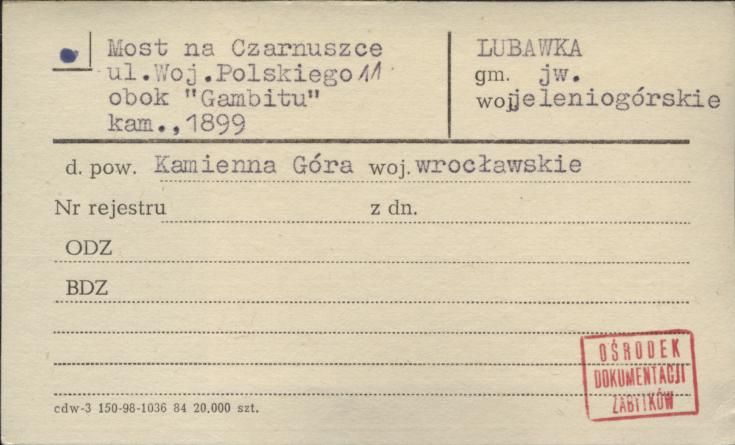 Most na Czarnuszce
ul.Woj.Polskiego 11
obok "Gambitu"
kam.,1899
LUBAWKA
gm. jw.
woj jeleniogórskie
d. pow. Kamienna Góra woj. wrocławskie
Nr rejestru z dn.
ODZ
BDZ
OŚRODEK
DOKUMENTACJI
ZABYTKÓW
cdw-3 150-98-1036 84 20.000 szt.